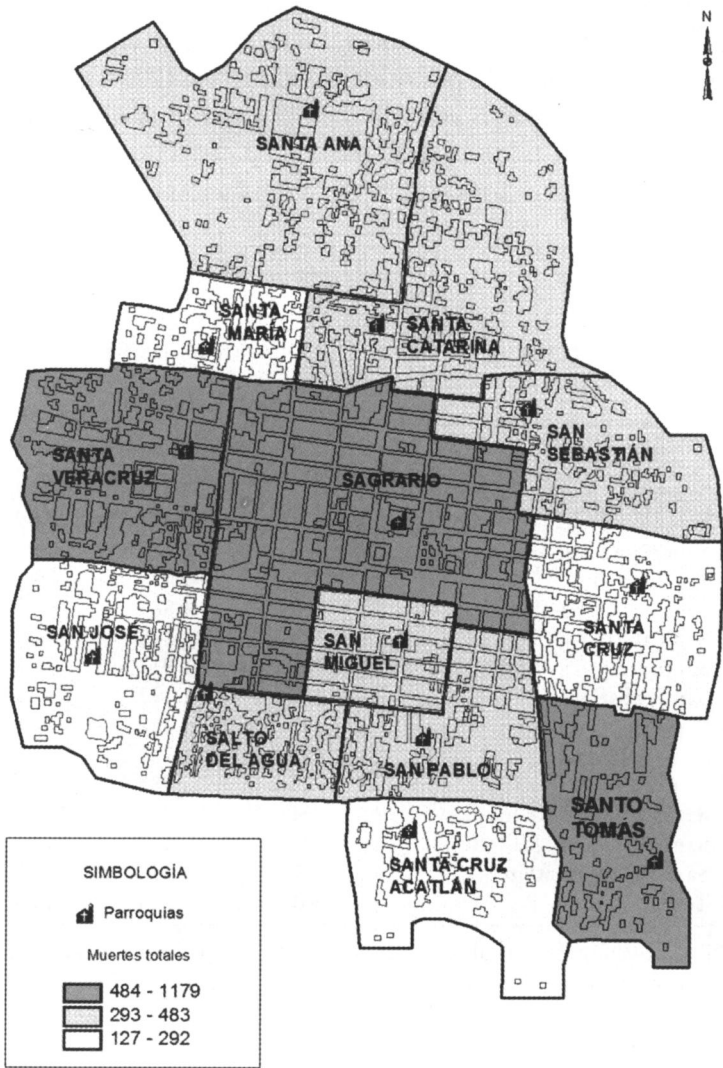 N
SANTA ANA
SANTA
MARÍA
SANTA
CATARINA
SAN
SEBASTIÁN
SANTA
VERACRUZ
SAGRARIO
SAN JOSÉ
SAN
MIGUEL
SANTA
CRUZ
SALTO
DEL AGUA
SAN PABLO
SANTO
TOMÁS
SANTA CRUZ
ACATLÁN
SIMBOLOGÍA
Parroquias
Muertes totales
484 - 1179
293 - 483
127 - 292